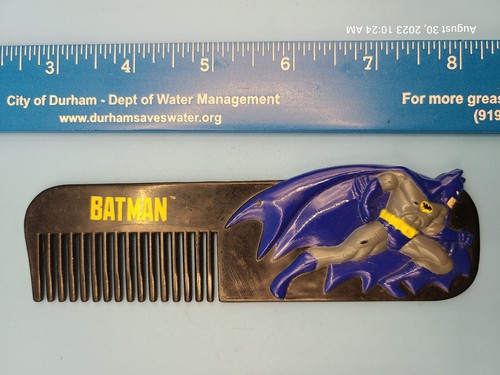 August 30, 2023 10:24 AM
3 4 5 6 7 8
City of Durham - Dept of Water Management
www.durhamsaveswater.org
For more greas
(919
BATMAN™